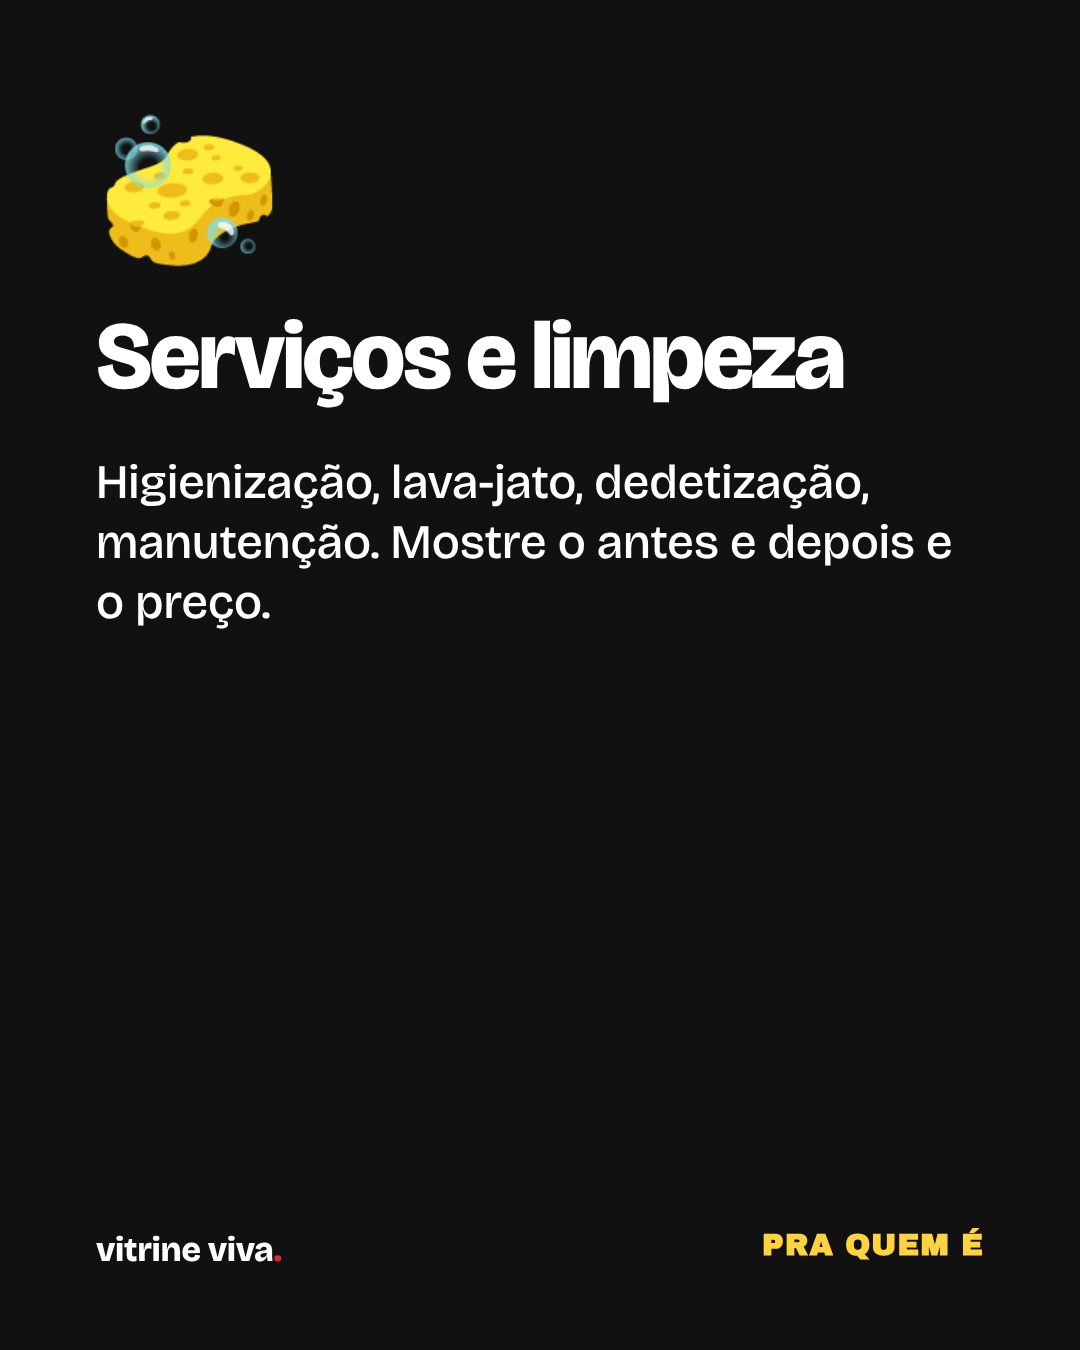 Serviços e limpeza
Higienização, lava-jato, dedetização,
manutenção. Mostre o antes e depois e
o preço.
vitrine viva.
PRA QUEM É